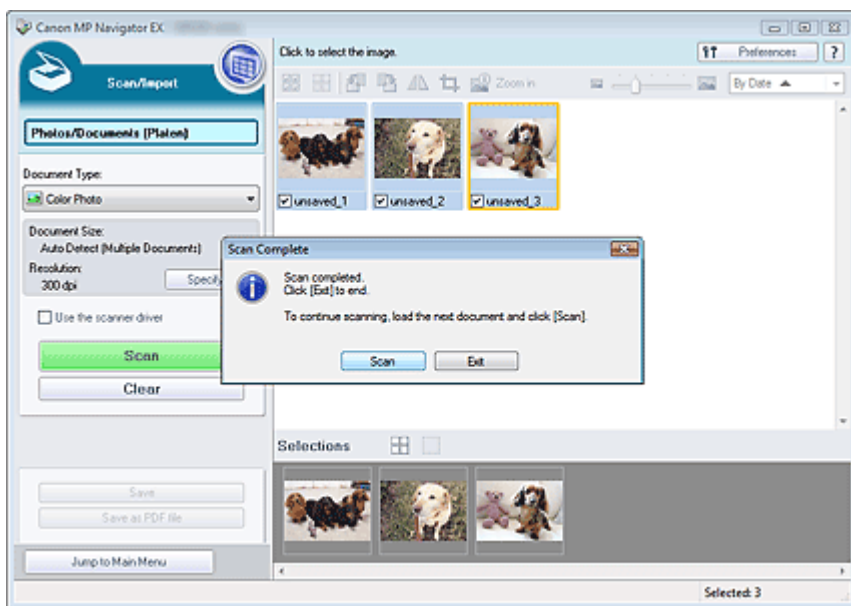 Canon MP Navigator EX
Click to select the image.
Preferences
?
Scan/Import
Zoom in
By Date
Photos/Documents (Platen)
Document Type:
Color Photo
unsaved_1
unsaved_2
unsaved_3
Document Size:
Auto Detect (Multiple Documents)
Resolution:
300 dpi
Specify
Scan Complete
Scan completed.
Click [Exit] to end.
To continue scanning, load the next document and click [Scan].
Scan
Exit
Use the scanner driver
Scan
Clear
Selections
Save
Save as PDF file
Jump to Main Menu
Selected: 3